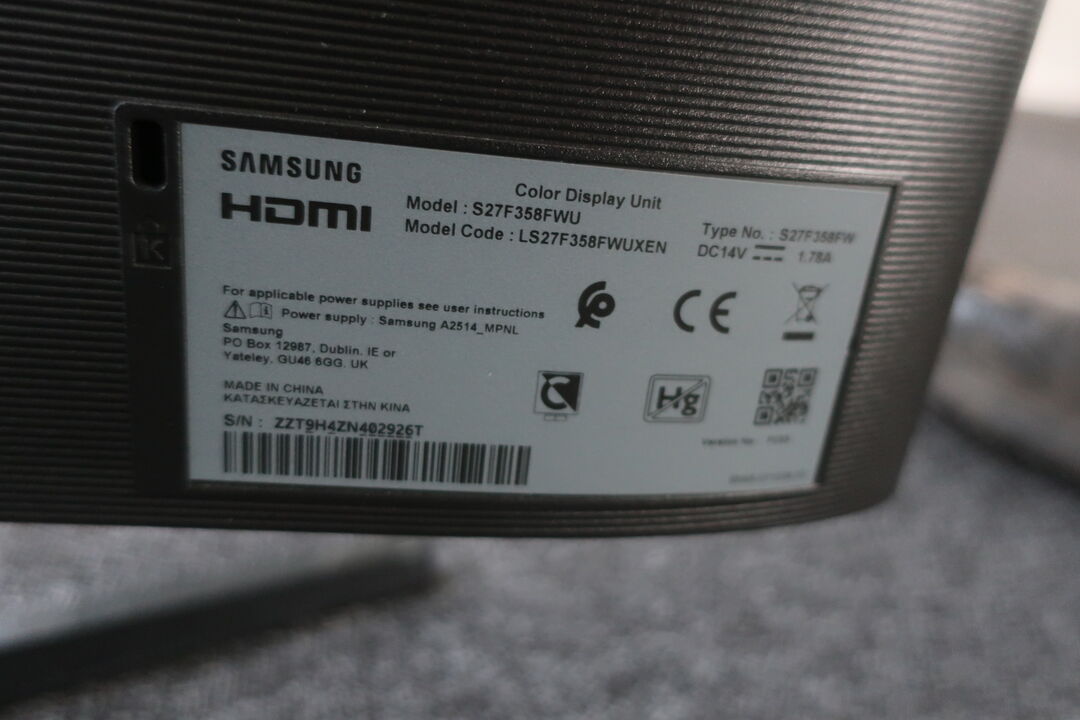 SAMSUNG
HDMI
Color Display Unit
Model : S27F358FWU
Model Code : LS27F358FWUXEN
Type No. : S27F358FW
DC14V 1.78A
For applicable power supplies see user instructions
Power supply : Samsung A2514_MPNL
Samsung
PO Box 12987, Dublin. IE or
Yateley. GU46 6GG. UK
MADE IN CHINA
ΚΑΤΑΣΚΕΥΑΖΕΤΑΙ ΣΤΗΝ ΚΙΝΑ
S/N : ZZT9H4ZN402926T
CE
Hg
Version No.
K